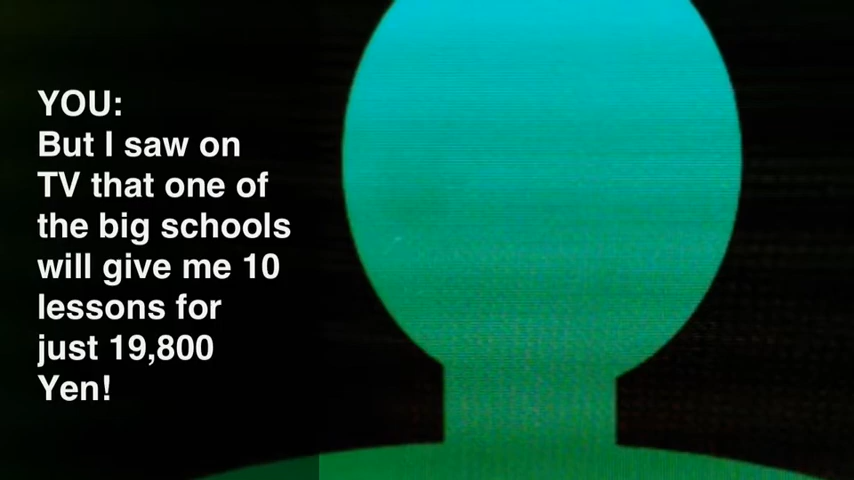 YOU:
But I saw on
TV that one of
the big schools
will give me 10
lessons for
just 19,800
Yen!